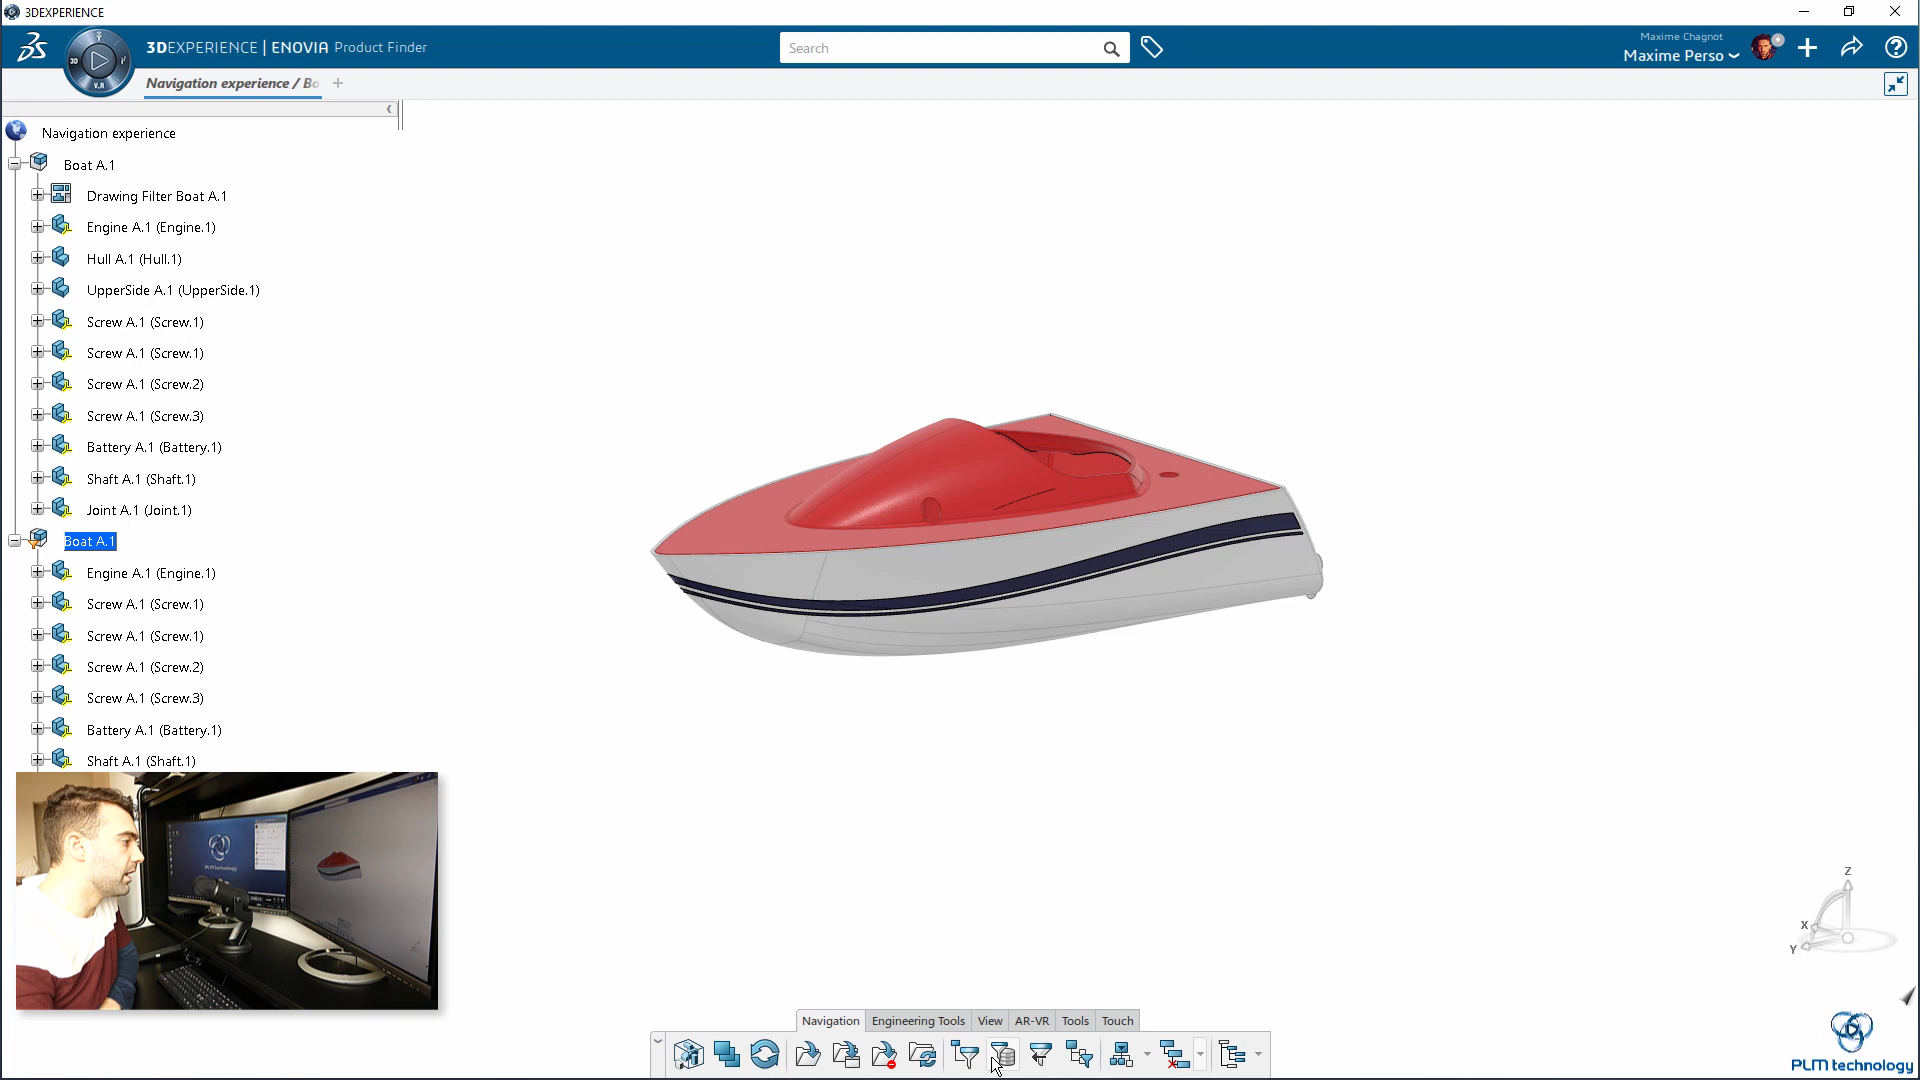 3DEXPERIENCE
3DEXPERIENCE | ENOVIA Product Finder
Search
Maxime Chagnot
Maxime Perso
3D
V.R
Navigation experience / Bo
Navigation experience
Boat A.1
Drawing Filter Boat A.1
Engine A.1 (Engine.1)
Hull A.1 (Hull.1)
UpperSide A.1 (UpperSide.1)
Screw A.1 (Screw.1)
Screw A.1 (Screw.1)
Screw A.1 (Screw.2)
Screw A.1 (Screw.3)
Battery A.1 (Battery.1)
Shaft A.1 (Shaft.1)
Joint A.1 (Joint.1)
Boat A.1
Engine A.1 (Engine.1)
Screw A.1 (Screw.1)
Screw A.1 (Screw.1)
Screw A.1 (Screw.2)
Screw A.1 (Screw.3)
Battery A.1 (Battery.1)
Shaft A.1 (Shaft.1)
PLM technology
Z
X
Y
Navigation
Engineering Tools
View
AR-VR
Tools
Touch
PLM technology